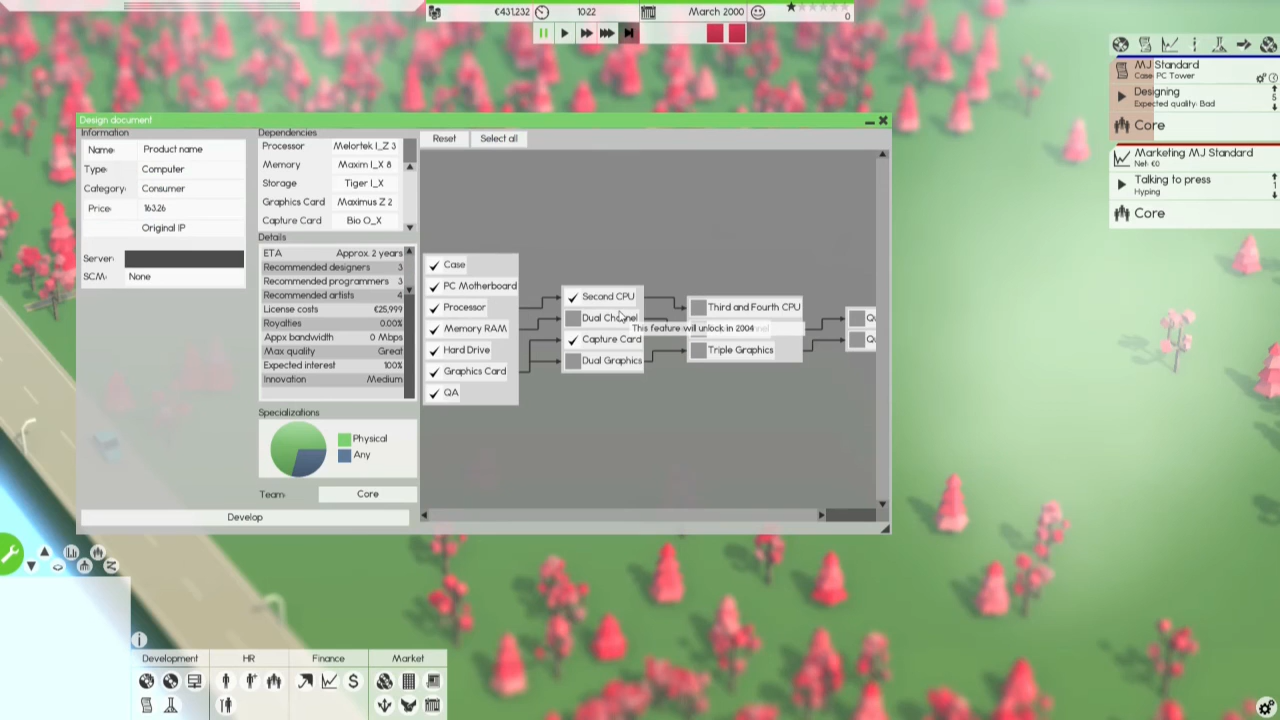 €431,232
10:22
March 2000
0
Design document
Information
Name: Product name
Type: Computer
Category: Consumer
Price: 163.26
Original IP
Server:
SCM: None
Dependencies
Processor Melortek I_Z 3
Memory Maxim I_X 8
Storage Tiger I_X
Graphics Card Maximus Z 2
Capture Card Bio O_X
Details
ETA Approx. 2 years
Recommended designers 3
Recommended programmers 3
Recommended artists 4
License costs €25,999
Royalties 0.00%
Appx bandwidth 0 Mbps
Max quality Great
Expected interest 100%
Innovation Medium
Specializations
Physical
Any
Team: Core
Develop
Reset Select all
Case
PC Motherboard
Processor
Memory RAM
Hard Drive
Graphics Card
QA
Second CPU
Dual Channel
Capture Card
Dual Graphics
This feature will unlock in 2004
Third and Fourth CPU
Triple Graphics
MJ Standard
Case: PC Tower
Designing
Expected quality: Bad
5
Core
Marketing MJ Standard
Net: €0
Talking to press
Hyping
1
Core
Development HR Finance Market